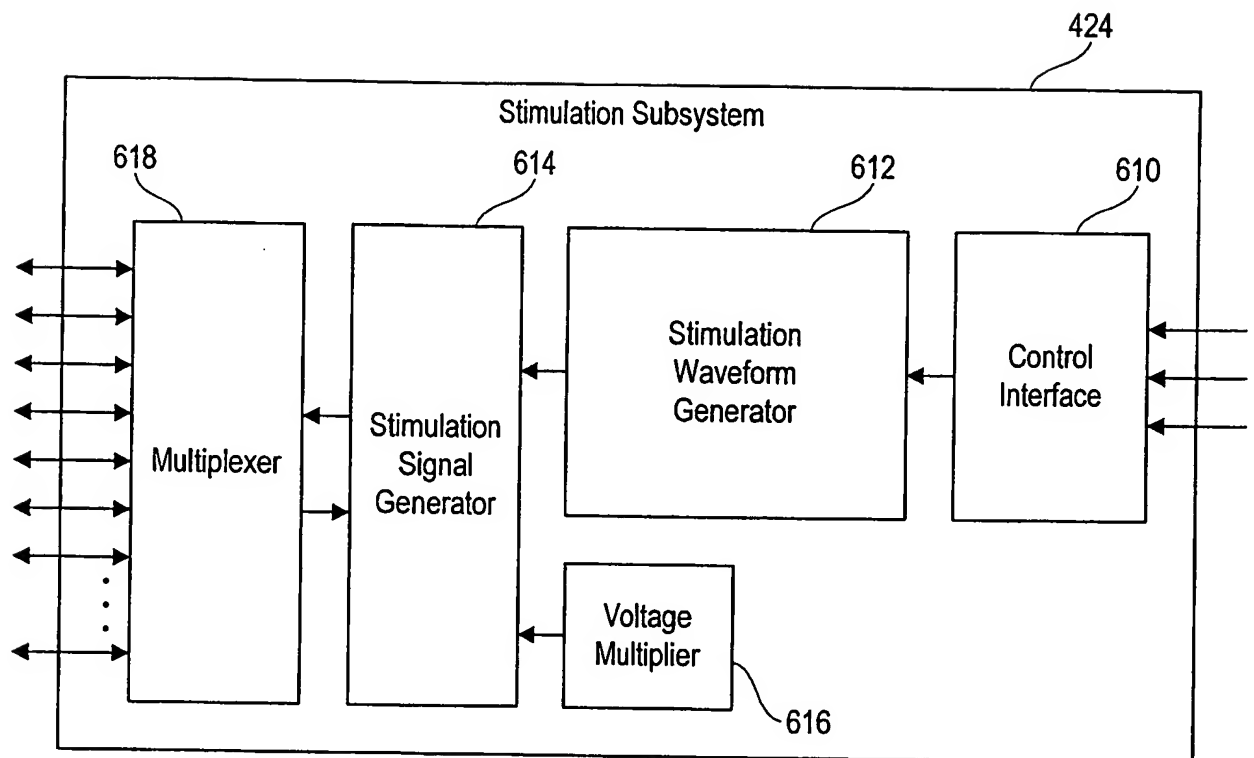 424
Stimulation Subsystem
618
614
612
610
Multiplexer
Stimulation
Signal
Generator
Stimulation
Waveform
Generator
Control
Interface
Voltage
Multiplier
616